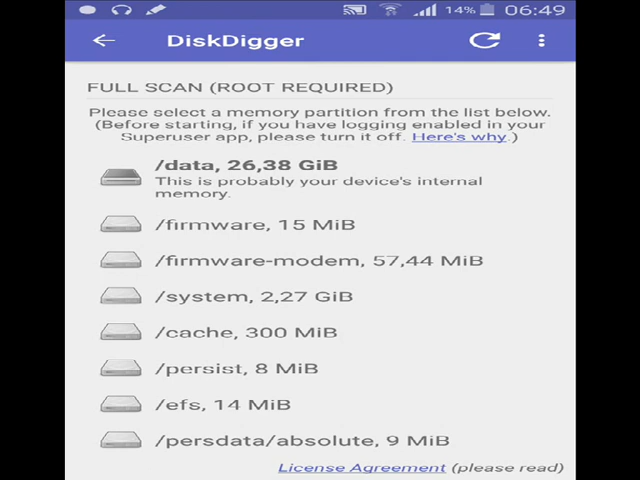 14% 06:49
DiskDigger
FULL SCAN (ROOT REQUIRED)
Please select a memory partition from the list below.
(Before starting, if you have logging enabled in your
Superuser app, please turn it off. Here's why.)
/data, 26,38 GiB
This is probably your device's internal
memory.
/firmware, 15 MiB
/firmware-modem, 57,44 MiB
/system, 2,27 GiB
/cache, 300 MiB
/persist, 8 MiB
/efs, 14 MiB
/persdata/absolute, 9 MiB
License Agreement (please read)